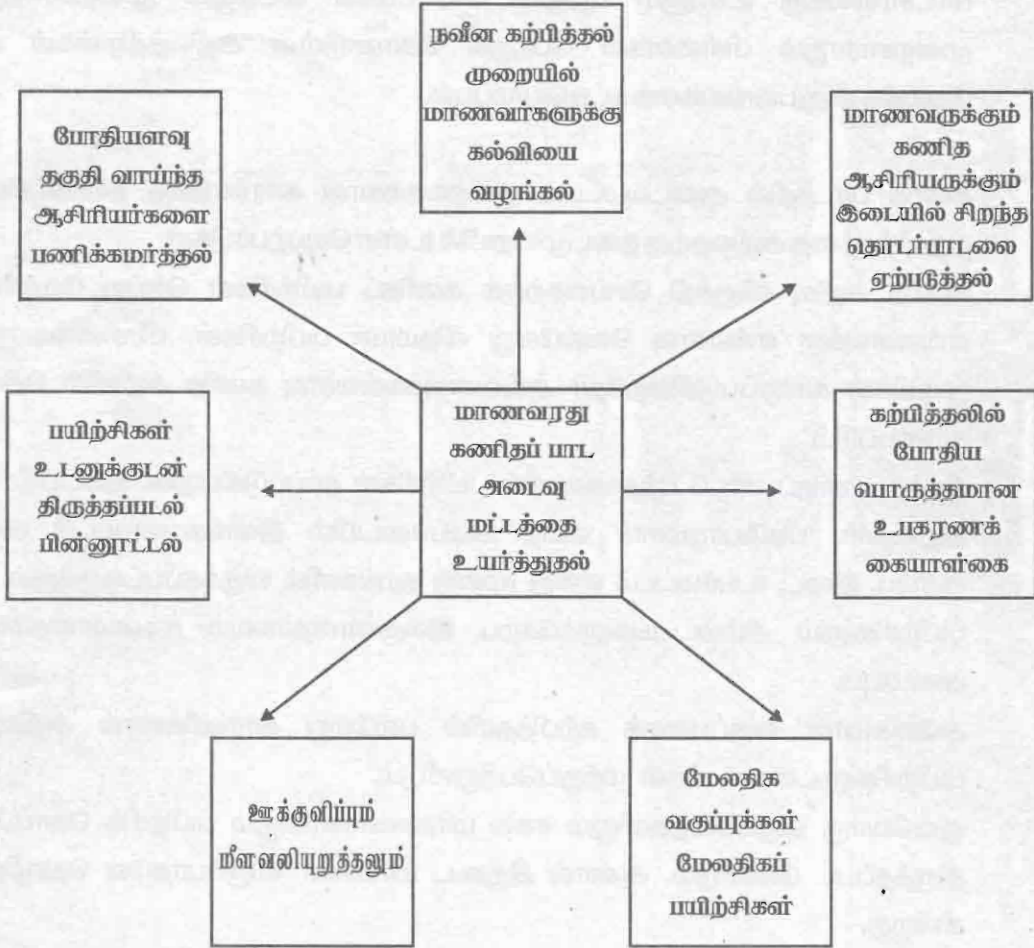 நவீன கற்பித்தல்
முறையில்
மாணவர்களுக்கு
கல்வியை
வழங்கல்
போதியளவு
தகுதி வாய்ந்த
ஆசிரியர்களை
பணிக்கமர்த்தல்
மாணவருக்கும்
கணித
ஆசிரியருக்கும்
இடையில் சிறந்த
தொடர்பாடலை
ஏற்படுத்தல்
பயிற்சிகள்
உடனுக்குடன்
திருத்தப்படல்
பின்னூட்டல்
மாணவரது
கணிதப் பாட
அடைவு
மட்டத்தை
உயர்த்துதல்
கற்பித்தலில்
போதிய
பொருத்தமான
உபகரணக்
கையாள்கை
ஊக்குவிப்பும்
மீளவலியுறுத்தலும்
மேலதிக
வகுப்புக்கள்
மேலதிகப்
பயிற்சிகள்